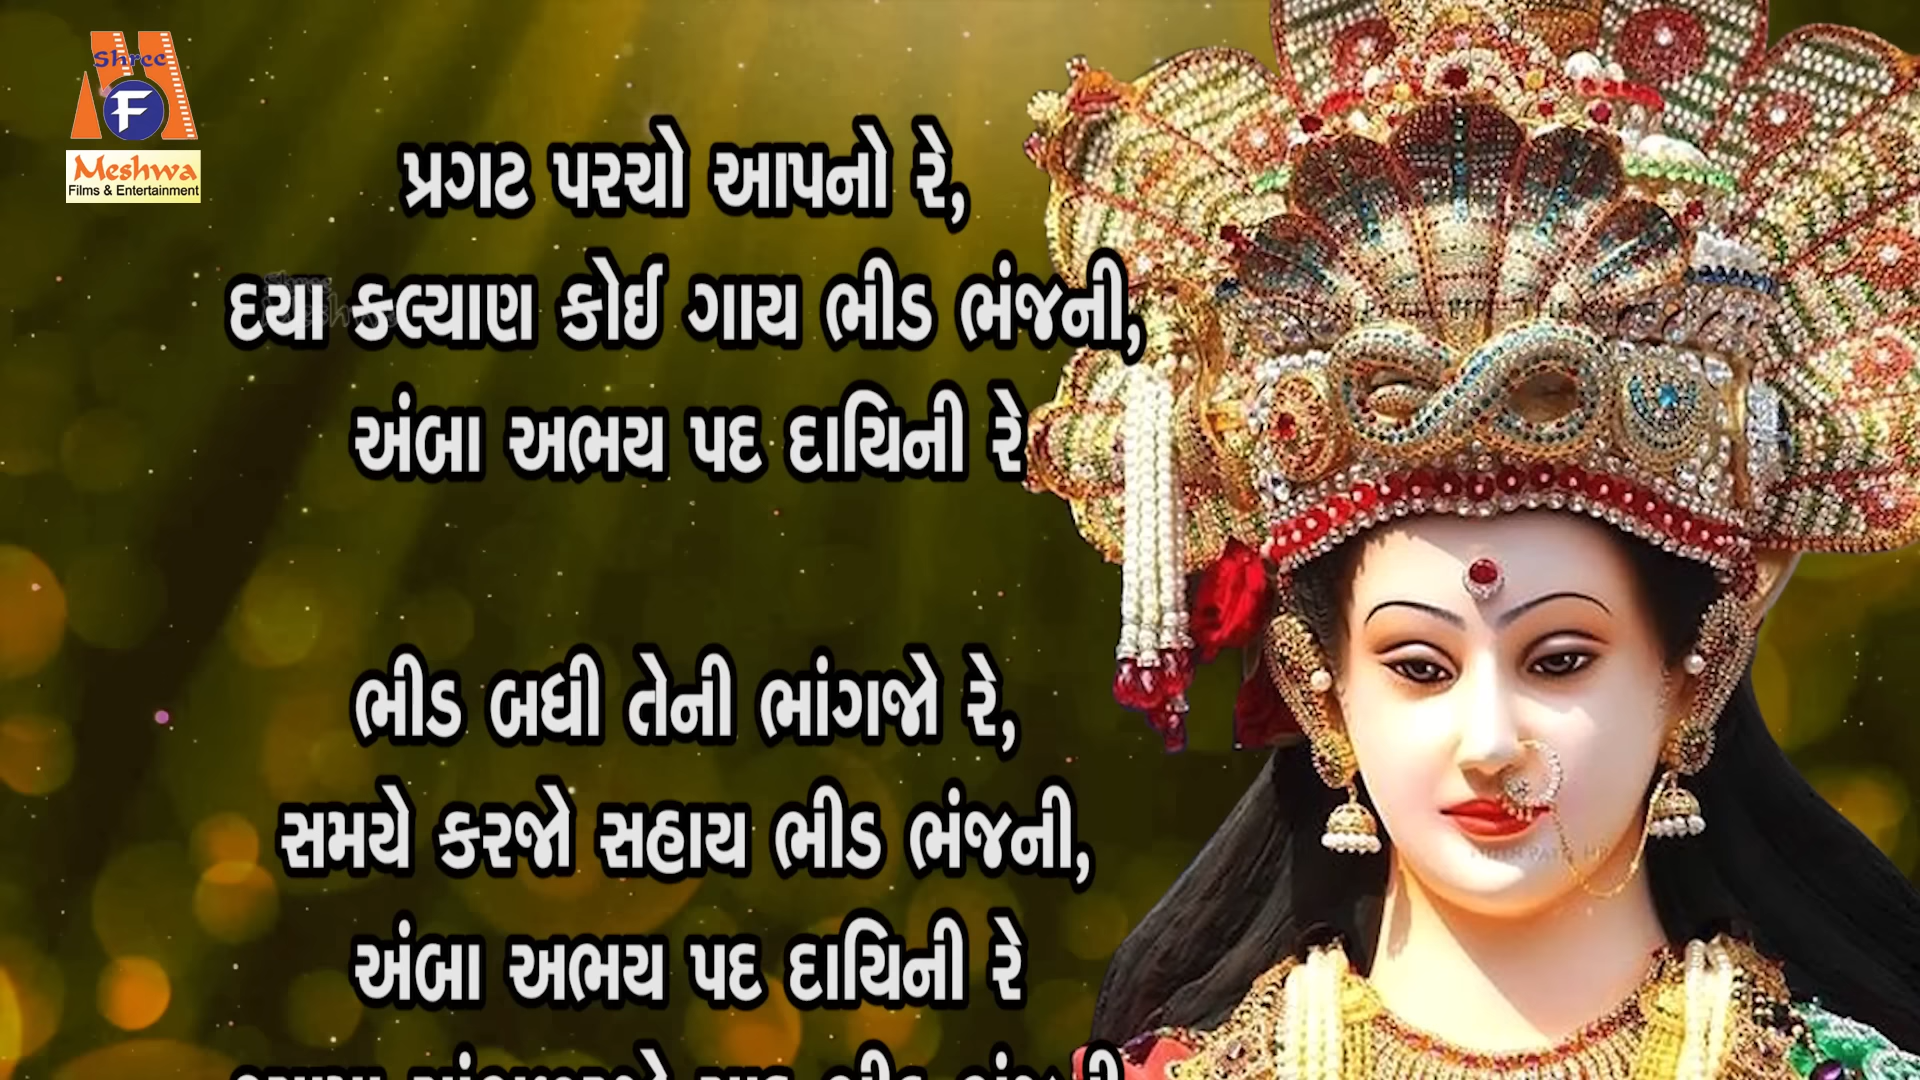 Shree
F
Meshwa
Films & Entertainment
પ્રગટ પરચો આપનો રે,
દયા કલ્યાણ કોઈ ગાય ભીડ ભંજની,
અંબા અભય પદ દાયિની રે
ભીડ બધી તેની ભાંગજો રે,
સમયે કરજો સહાય ભીડ ભંજની,
અંબા અભય પદ દાયિની રે